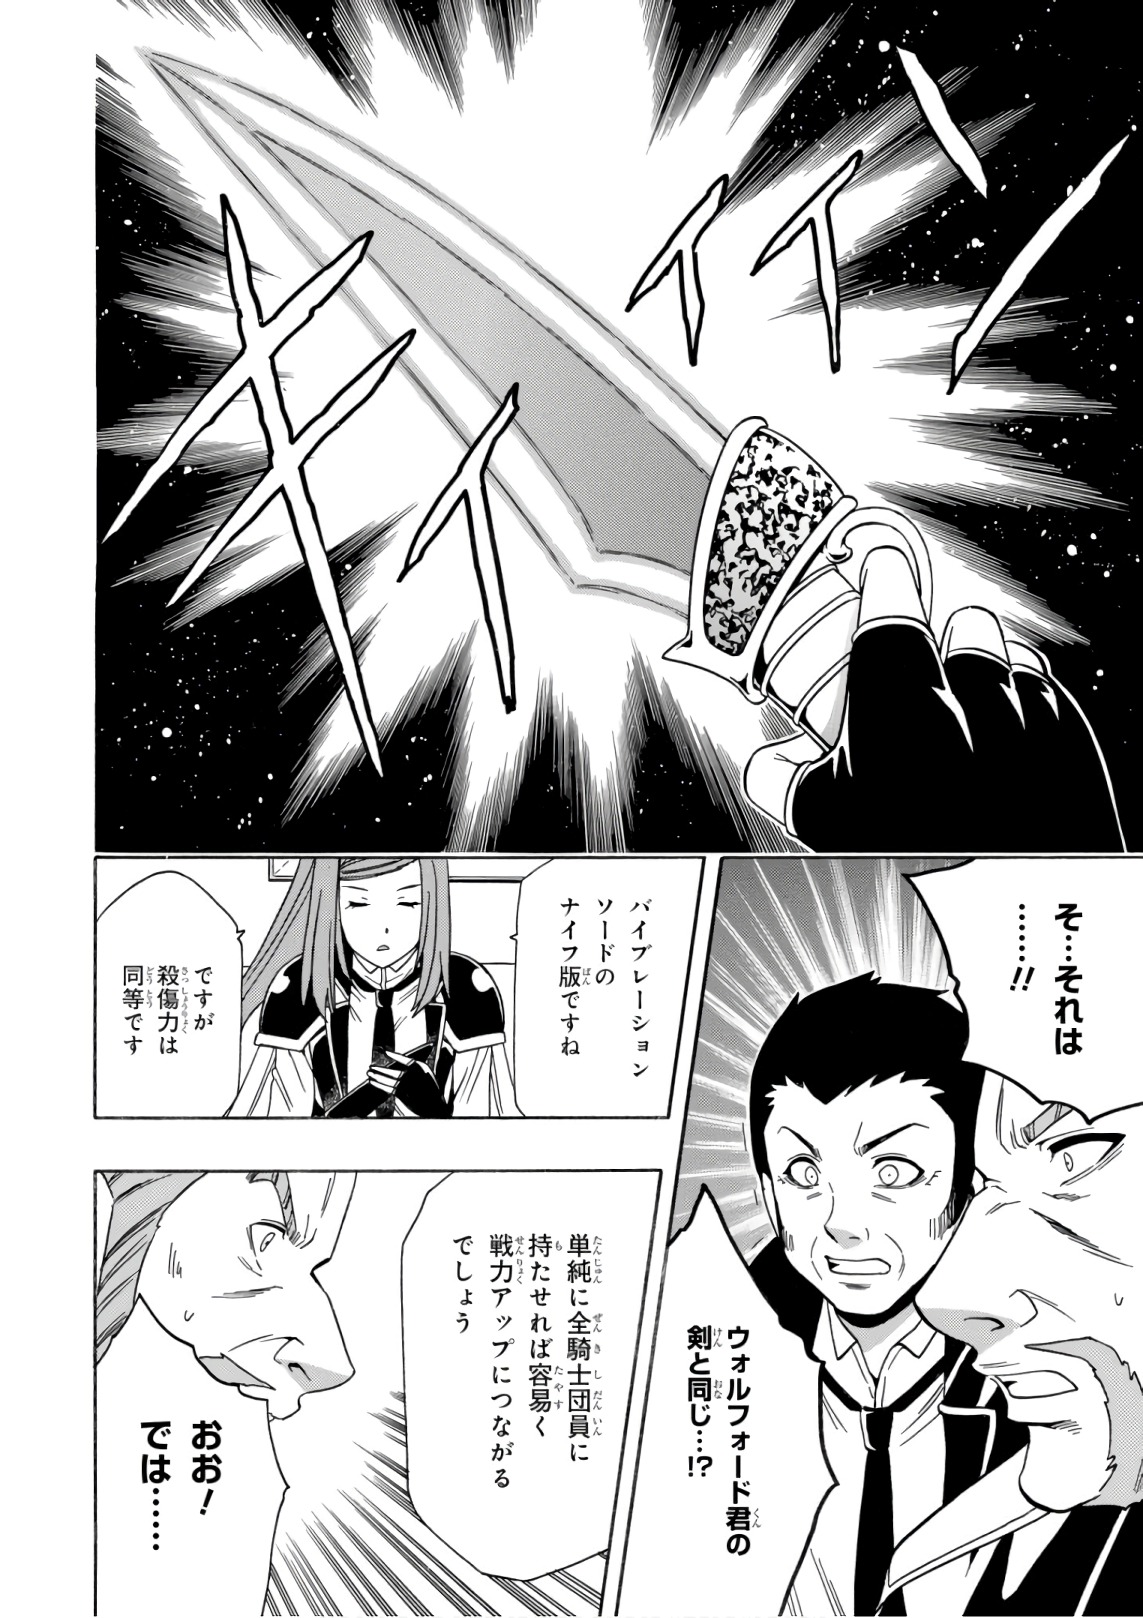 キィィィン
そ…それは
……!!
ウォルフォード君の
剣と同じ…!?
バイブレーション
ソードの
ナイフ版ですね
ですが
殺傷力は
同等です
単純に全騎士団員に
持たせれば容易く
戦力アップにつながる
でしょう
おお!
では……